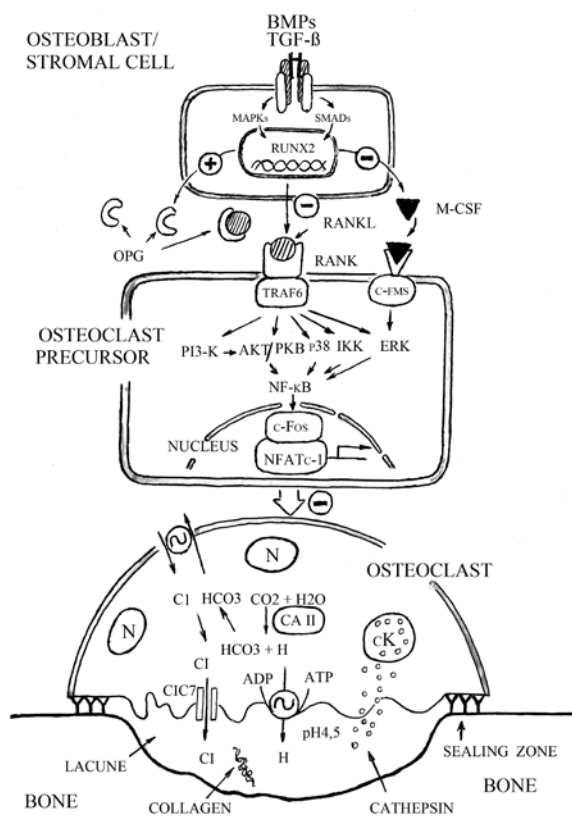 BMPs
TGF-ß
OSTEOBLAST/
STROMAL CELL
MAPKs
SMADs
RUNX2
+
−
M-CSF
−
RANKL
OPG
RANK
TRAF6
C-FMS
OSTEOCLAST
PRECURSOR
PI3-K
AKT/PKB
P38
IKK
ERK
NF-κB
NUCLEUS
C-FOS
NFATC-1
−
N
OSTEOCLAST
N
Cl
HCO3
CO2 + H2O
CA II
cK
HCO3 + H
Cl
ClC7
ADP
ATP
pH4,5
Cl
H
LACUNE
SEALING ZONE
BONE
COLLAGEN
CATHEPSIN
BONE